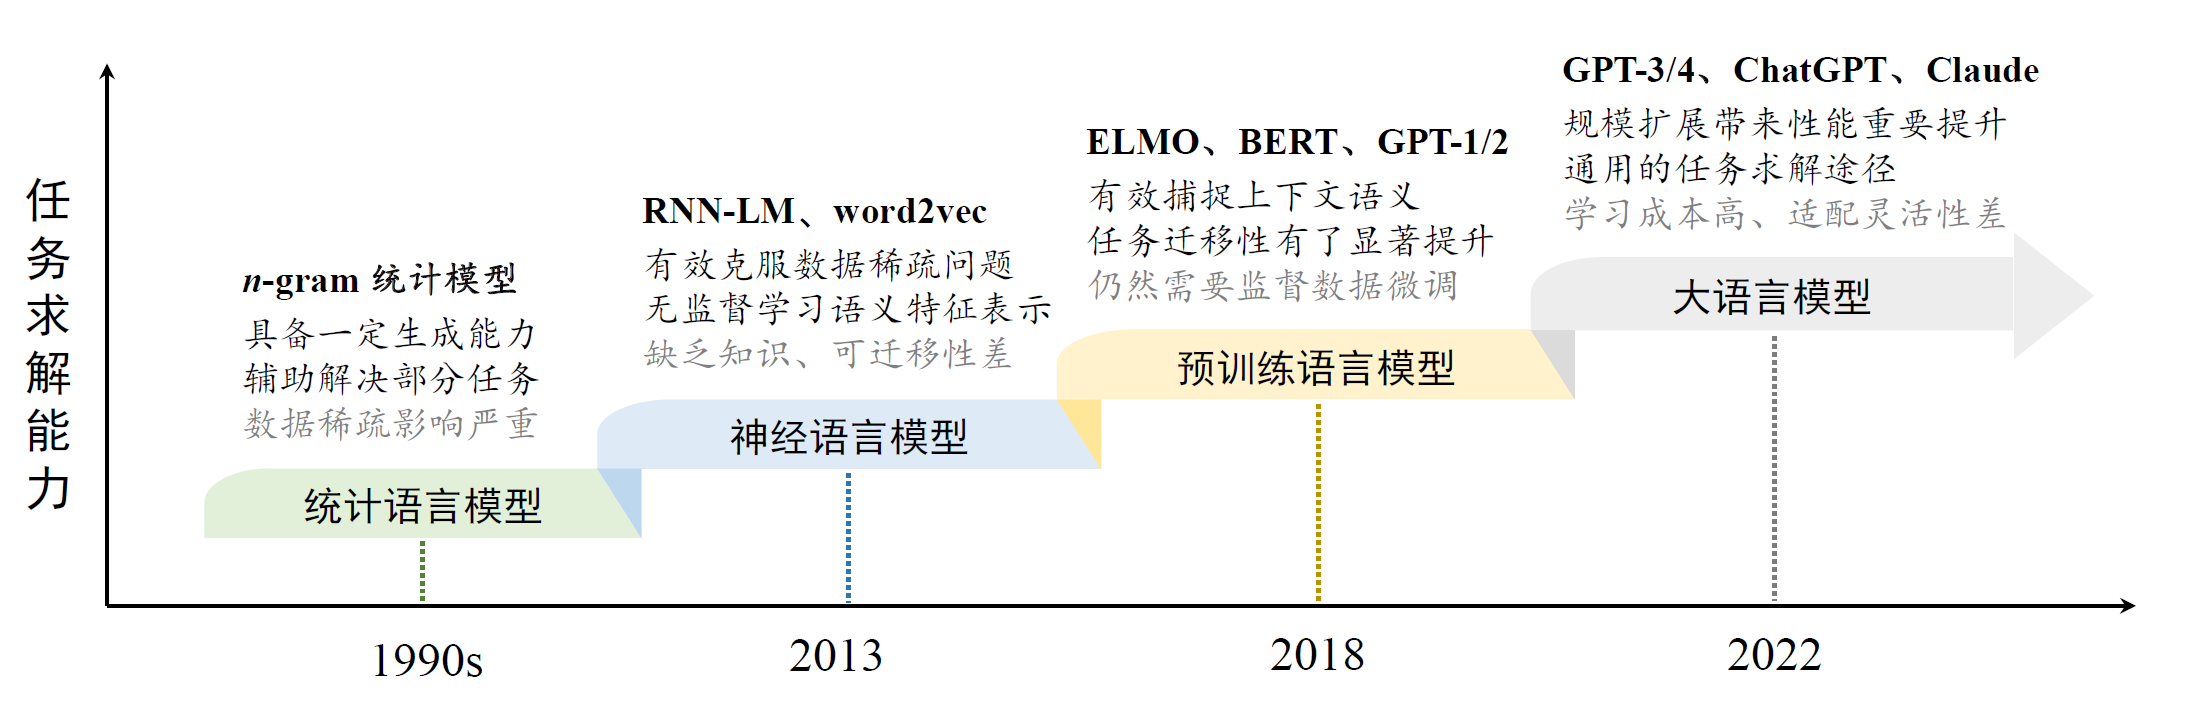 任务求解能力
n-gram 统计模型
具备一定生成能力
辅助解决部分任务
数据稀疏影响严重
统计语言模型
1990s
RNN-LM、word2vec
有效克服数据稀疏问题
无监督学习语义特征表示
缺乏知识、可迁移性差
神经语言模型
2013
ELMO、BERT、GPT-1/2
有效捕捉上下文语义
任务迁移性有了显著提升
仍然需要监督数据微调
预训练语言模型
2018
GPT-3/4、ChatGPT、Claude
规模扩展带来性能重要提升
通用的任务求解途径
学习成本高、适配灵活性差
大语言模型
2022